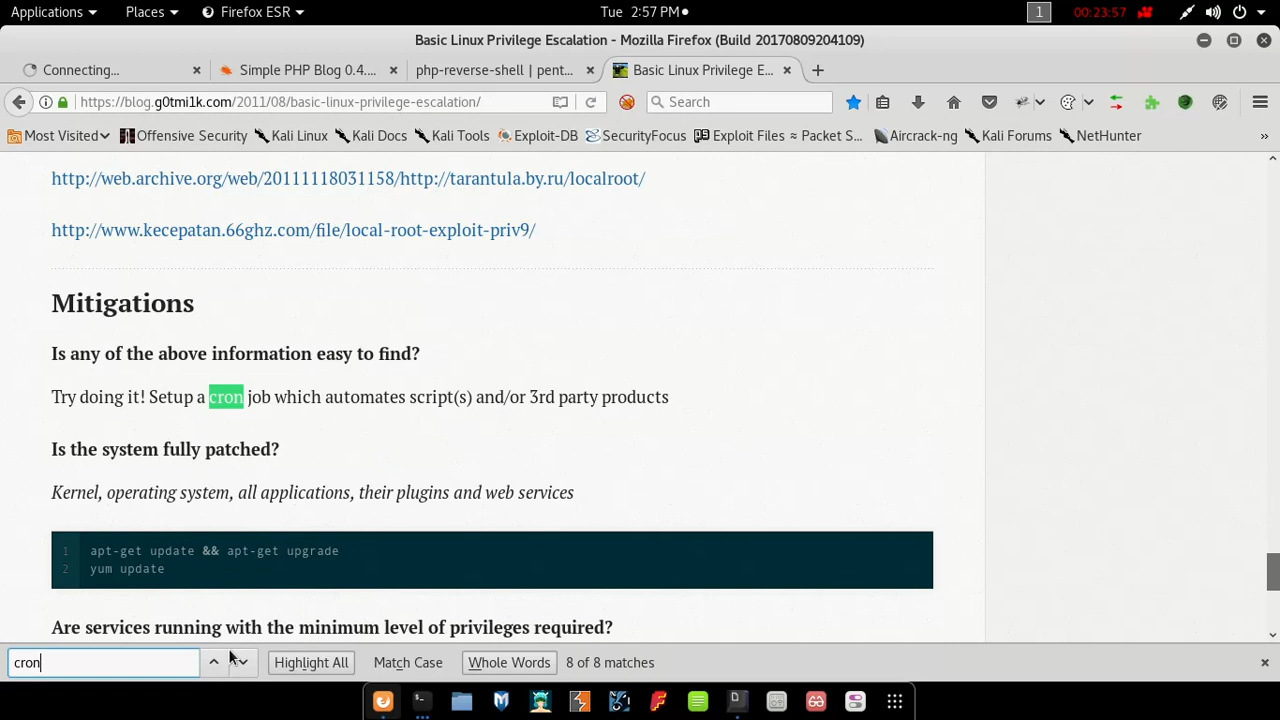 Applications Places Firefox ESR Tue 2:57 PM 1 00:23:57
Basic Linux Privilege Escalation - Mozilla Firefox (Build 20170809204109)
Connecting... Simple PHP Blog 0.4.... php-reverse-shell | pent... Basic Linux Privilege E...
https://blog.g0tmi1k.com/2011/08/basic-linux-privilege-escalation/ Search
Most Visited Offensive Security Kali Linux Kali Docs Kali Tools Exploit-DB SecurityFocus Exploit Files ≈ Packet S... Aircrack-ng Kali Forums NetHunter »
http://web.archive.org/web/20111118031158/http://tarantula.by.ru/localroot/
http://www.kecepatan.66ghz.com/file/local-root-exploit-priv9/
Mitigations
Is any of the above information easy to find?
Try doing it! Setup a cron job which automates script(s) and/or 3rd party products
Is the system fully patched?
Kernel, operating system, all applications, their plugins and web services
1 apt-get update && apt-get upgrade
2 yum update
Are services running with the minimum level of privileges required?
cron Highlight All Match Case Whole Words 8 of 8 matches